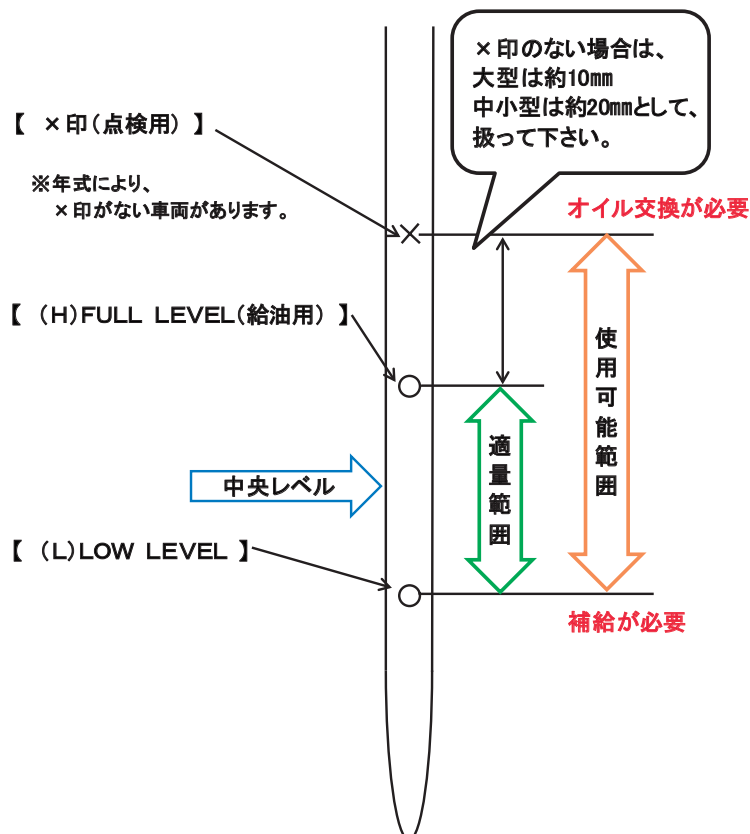 ×印のない場合は、
大型は約10mm
中小型は約20mmとして、
扱って下さい。
【 ×印(点検用) 】
※年式により、
×印がない車両があります。
オイル交換が必要
×
【 (H)FULL LEVEL(給油用) 】
使用可能範囲
適量範囲
中央レベル
【 (L)LOW LEVEL 】
補給が必要